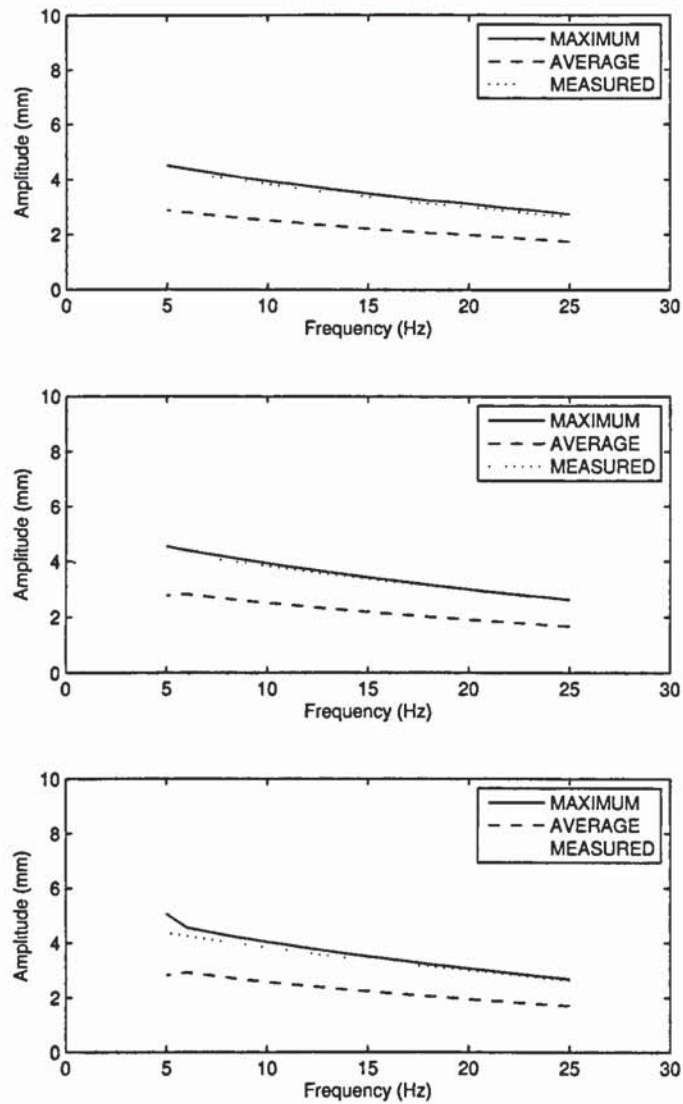 10
8
6
4
2
0
Amplitude (mm)
MAXIMUM
AVERAGE
MEASURED
0 5 10 15 20 25 30
Frequency (Hz)
10
8
6
4
2
0
Amplitude (mm)
MAXIMUM
AVERAGE
MEASURED
0 5 10 15 20 25 30
Frequency (Hz)
10
8
6
4
2
0
Amplitude (mm)
MAXIMUM
AVERAGE
MEASURED
0 5 10 15 20 25 30
Frequency (Hz)